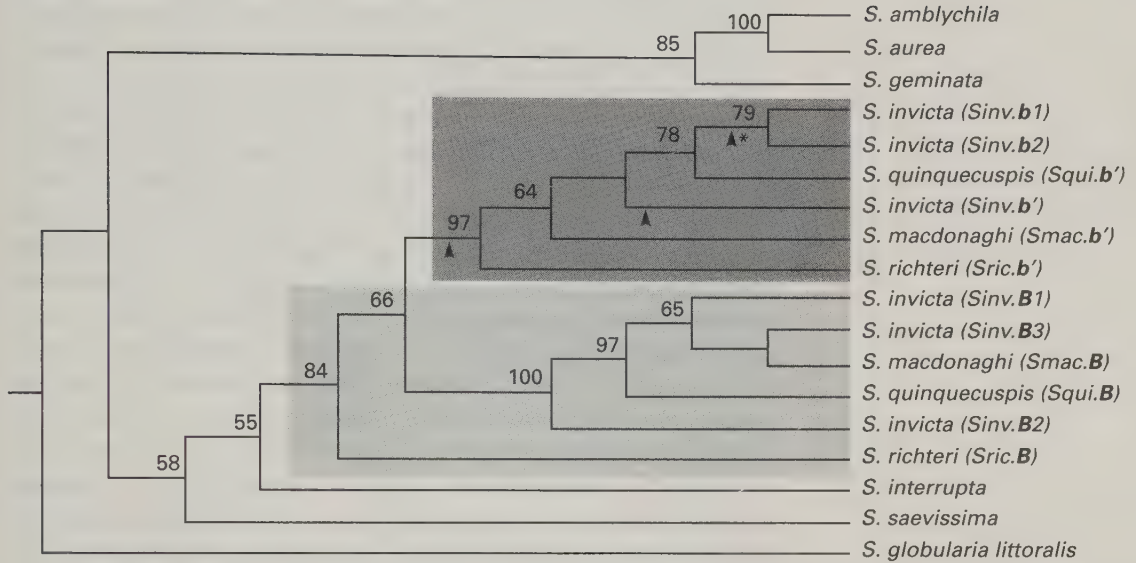 100
S. amblychila
85
S. aurea
S. geminata
79
S. invicta (Sinv.b1)
*
78
S. invicta (Sinv.b2)
S. quinquecuspis (Squi.b')
64
S. invicta (Sinv.b')
97
S. macdonaghi (Smac.b')
S. richteri (Sric.b')
66
65
S. invicta (Sinv.B1)
S. invicta (Sinv.B3)
97
S. macdonaghi (Smac.B)
84
100
S. quinquecuspis (Squi.B)
55
S. invicta (Sinv.B2)
58
S. richteri (Sric.B)
S. interrupta
S. saevissima
S. globularia littoralis